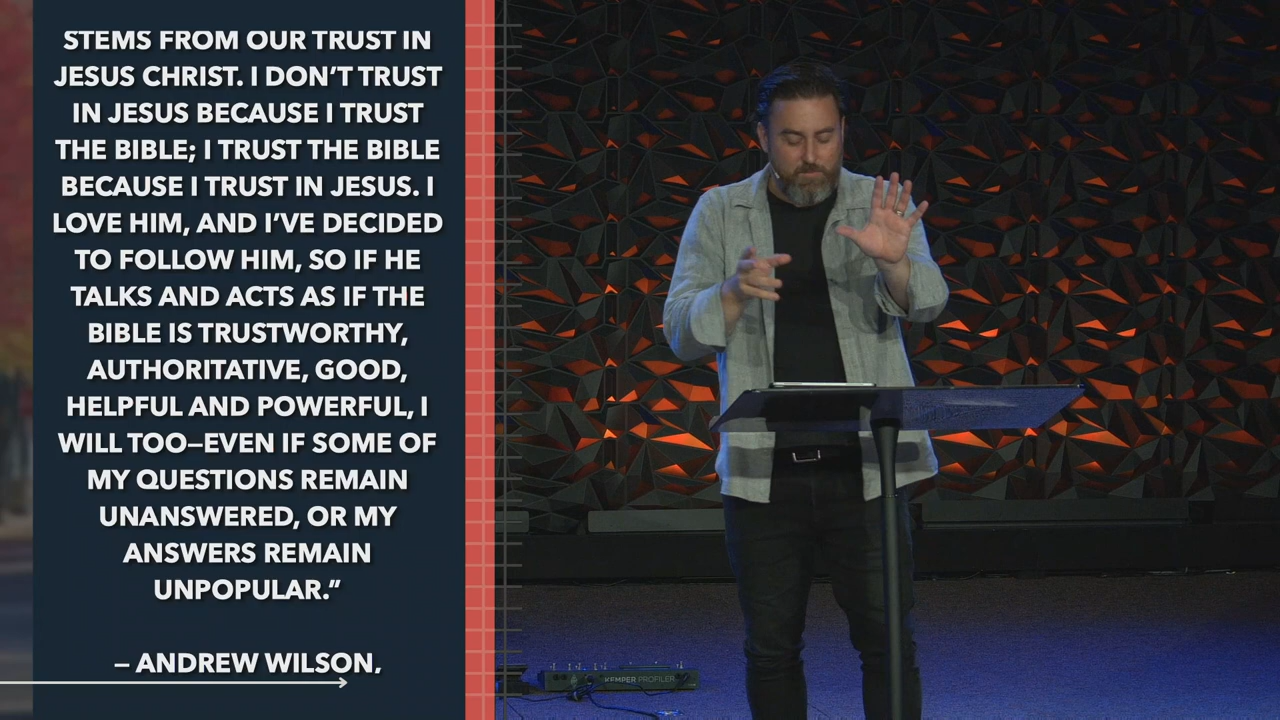 STEMS FROM OUR TRUST IN
JESUS CHRIST. I DON’T TRUST
IN JESUS BECAUSE I TRUST
THE BIBLE; I TRUST THE BIBLE
BECAUSE I TRUST IN JESUS. I
LOVE HIM, AND I’VE DECIDED
TO FOLLOW HIM, SO IF HE
TALKS AND ACTS AS IF THE
BIBLE IS TRUSTWORTHY,
AUTHORITATIVE, GOOD,
HELPFUL AND POWERFUL, I
WILL TOO–EVEN IF SOME OF
MY QUESTIONS REMAIN
UNANSWERED, OR MY
ANSWERS REMAIN
UNPOPULAR.”
– ANDREW WILSON,
KEMPER PROFILER